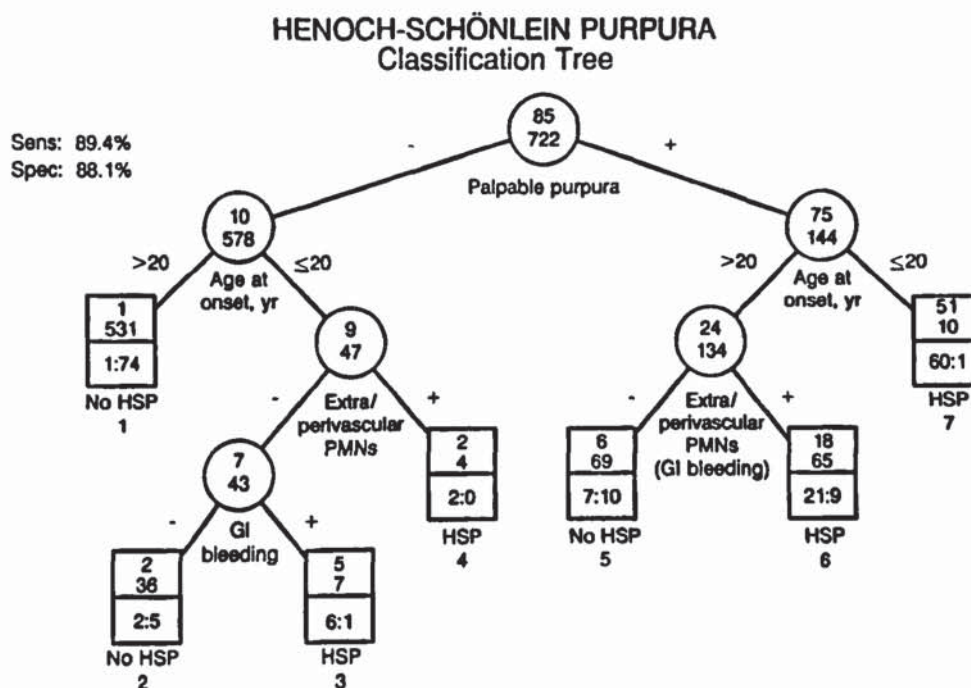 HENOCH-SCHÖNLEIN PURPURA
Classification Tree
Sens: 89.4%
Spec: 88.1%
85
722
-
+
Palpable purpura
10
578
75
144
>20
≤20
Age at
onset, yr
>20
≤20
Age at
onset, yr
1
531
1:74
No HSP
1
9
47
24
134
51
10
60:1
HSP
7
-
+
Extra/
perivascular
PMNs
-
+
Extra/
perivascular
PMNs
(GI bleeding)
7
43
2
4
2:0
HSP
4
6
69
7:10
No HSP
5
18
65
21:9
HSP
6
-
+
GI
bleeding
2
36
2:5
No HSP
2
5
7
6:1
HSP
3